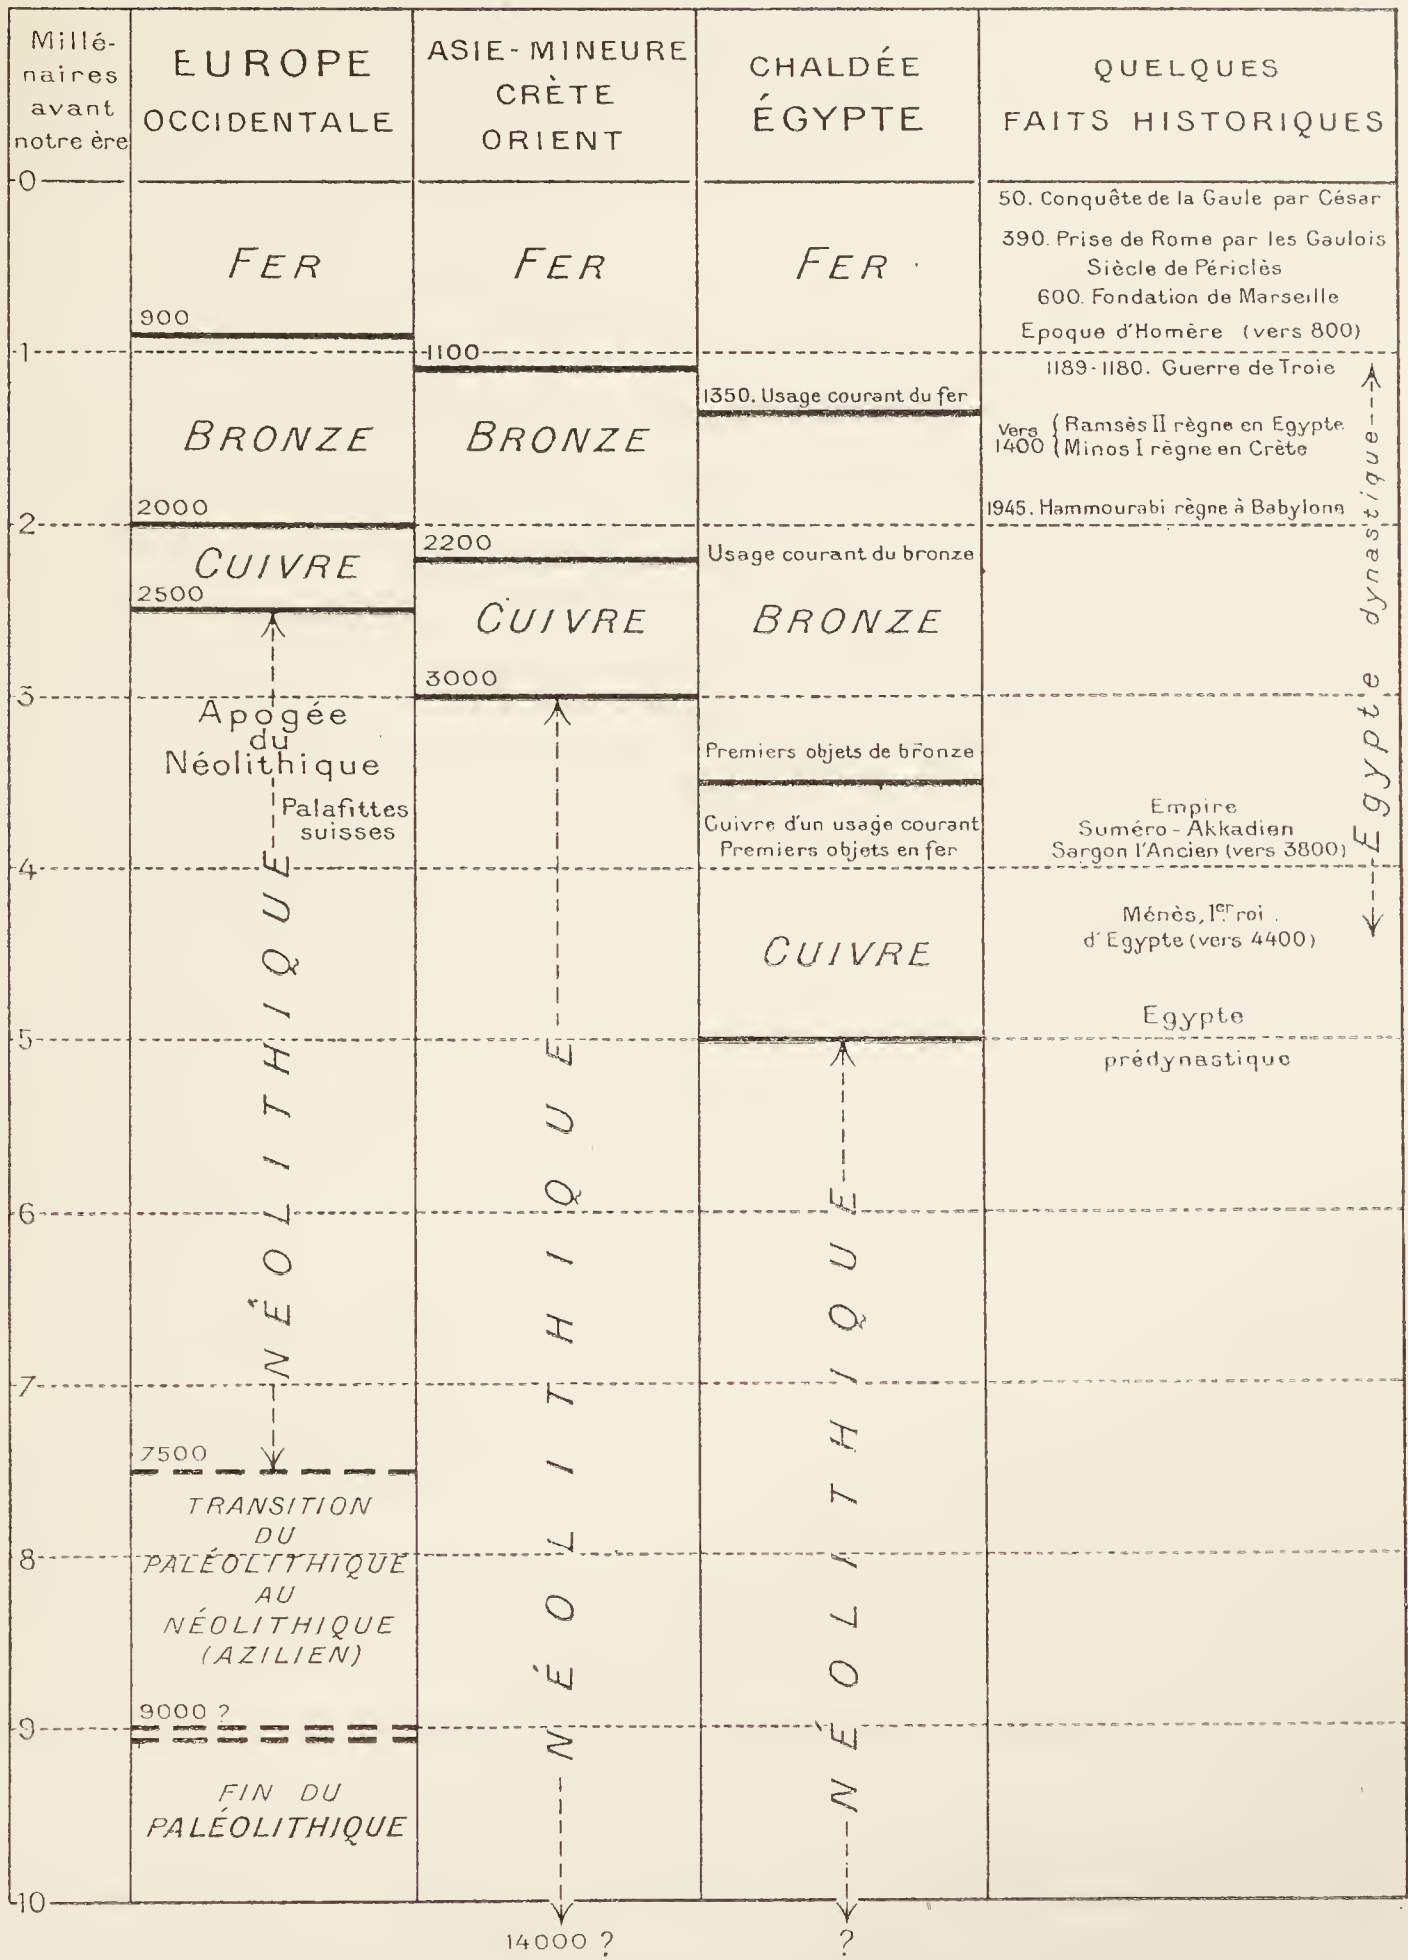 Millé-
naires
avant
notre ère
EUROPE
OCCIDENTALE
ASIE-MINEURE
CRÈTE
ORIENT
CHALDÉE
ÉGYPTE
QUELQUES
FAITS HISTORIQUES
0
1
2
3
4
5
6
7
8
9
10
FER
900
BRONZE
2000
CUIVRE
2500
Apogée
du
Néolithique
Palafittes
suisses
NÉOLITHIQUE
7500
TRANSITION
DU
PALÉOLITHIQUE
AU
NÉOLITHIQUE
(AZILIEN)
9000 ?
FIN DU
PALÉOLITHIQUE
FER
1100
BRONZE
2200
CUIVRE
3000
NÉOLITHIQUE
14000 ?
FER
1350. Usage courant du fer
Usage courant du bronze
BRONZE
Premiers objets de bronze
Cuivre d'un usage courant
Premiers objets en fer
CUIVRE
NÉOLITHIQUE
?
50. Conquête de la Gaule par César
390. Prise de Rome par les Gaulois
Siècle de Périclès
600. Fondation de Marseille
Epoque d'Homère (vers 800)
1189-1180. Guerre de Troie
Vers
1400
Ramsès II règne en Egypte
Minos I règne en Crète
1945. Hammourabi règne à Babylone
Empire
Suméro-Akkadien
Sargon l'Ancien (vers 3800)
Ménès, 1er roi
d'Egypte (vers 4400)
Egypte
prédynastique
Egypte dynastique